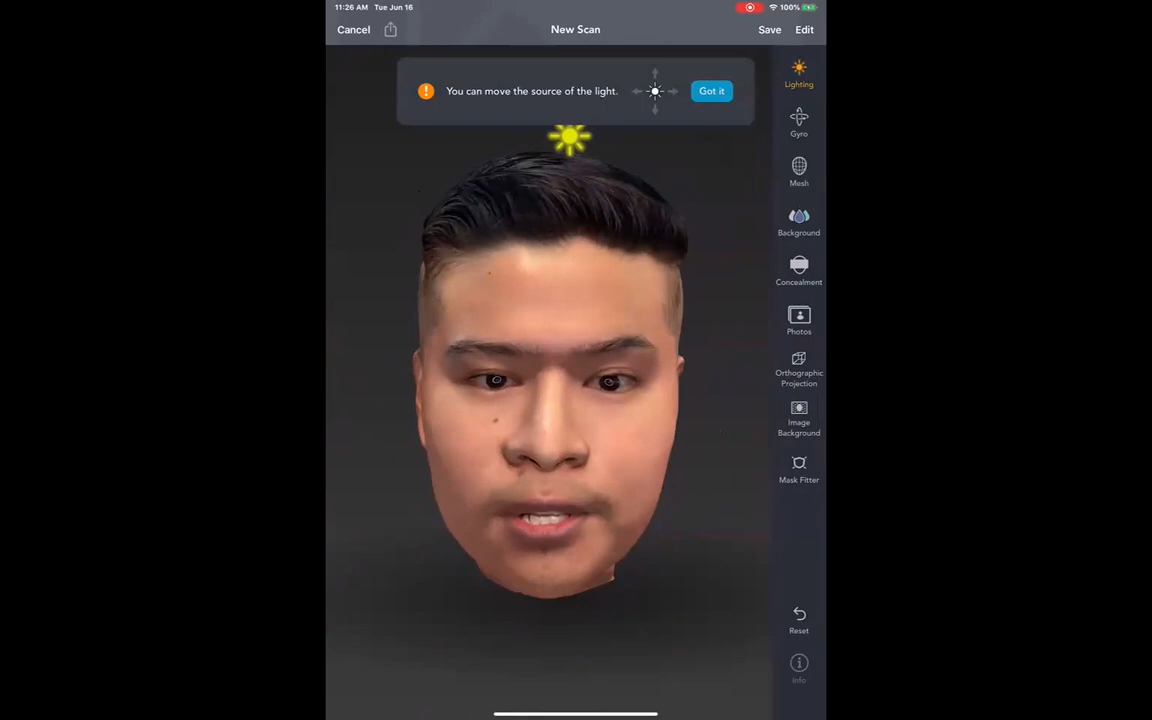 11:26 AM Tue Jun 16
100%
Cancel
New Scan
Save
Edit
You can move the source of the light.
Got it
Lighting
Gyro
Mesh
Background
Concealment
Photos
Orthographic
Projection
Image
Background
Mask Fitter
Reset
Info